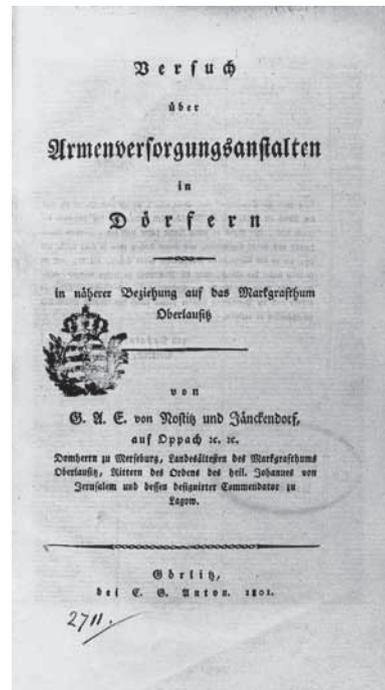 Versuch
über
Armenversorgungsanstalten
in
Dörfern
in näherer Beziehung auf das Markgrafthum
Oberlausitz
von
G. A. E. von Nostitz und Jänckendorf,
auf Oppach ꝛc. ꝛc.
Domherrn zu Merseburg, Landesältesten des Markgrafthums
Oberlausitz, Rittern des Ordens des heil. Johannes von
Jerusalem und dessen designirter Commendator zu
Lagow.
Görlitz,
bei C. G. Anton. 1801.
2711.